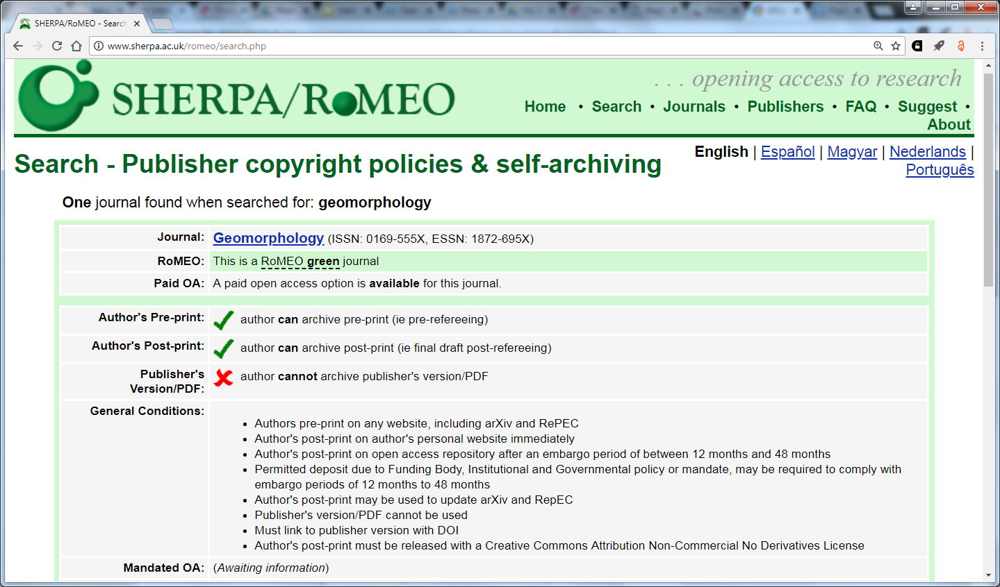 SHERPA/RoMEO - Search
www.sherpa.ac.uk/romeo/search.php
SHERPA/RoMEO
. . . opening access to research
Home • Search • Journals • Publishers • FAQ • Suggest •
About
Search - Publisher copyright policies & self-archiving
English | Español | Magyar | Nederlands |
Português
One journal found when searched for: geomorphology
Journal: Geomorphology (ISSN: 0169-555X, ESSN: 1872-695X)
RoMEO: This is a RoMEO green journal
Paid OA: A paid open access option is available for this journal.
Author's Pre-print: author can archive pre-print (ie pre-refereeing)
Author's Post-print: author can archive post-print (ie final draft post-refereeing)
Publisher's
Version/PDF: author cannot archive publisher's version/PDF
General Conditions:
• Authors pre-print on any website, including arXiv and RePEC
• Author's post-print on author's personal website immediately
• Author's post-print on open access repository after an embargo period of between 12 months and 48 months
• Permitted deposit due to Funding Body, Institutional and Governmental policy or mandate, may be required to comply with
embargo periods of 12 months to 48 months
• Author's post-print may be used to update arXiv and RepEC
• Publisher's version/PDF cannot be used
• Must link to publisher version with DOI
• Author's post-print must be released with a Creative Commons Attribution Non-Commercial No Derivatives License
Mandated OA: (Awaiting information)